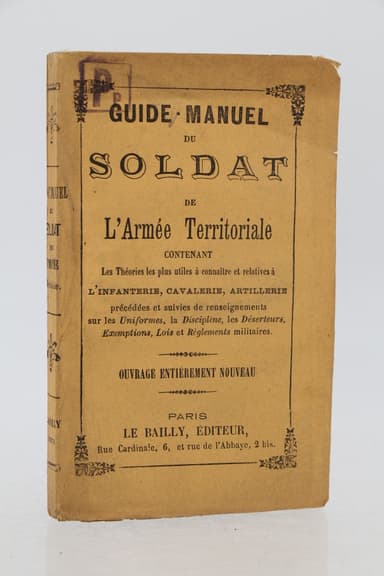 P
P
GUIDE-MANUEL
DU
SOLDAT
DE
L'Armée Territoriale
CONTENANT
Les Théories les plus utiles à connaître et relatives à
L'INFANTERIE, CAVALERIE, ARTILLERIE
précédées et suivies de renseignements
sur les Uniformes, la Discipline, les Déserteurs,
Exemptions, Lois et Règlements militaires.
OUVRAGE ENTIÈREMENT NOUVEAU
PARIS
LE BAILLY, ÉDITEUR,
Rue Cardinale, 6, et rue de l'Abbaye, 2 bis.